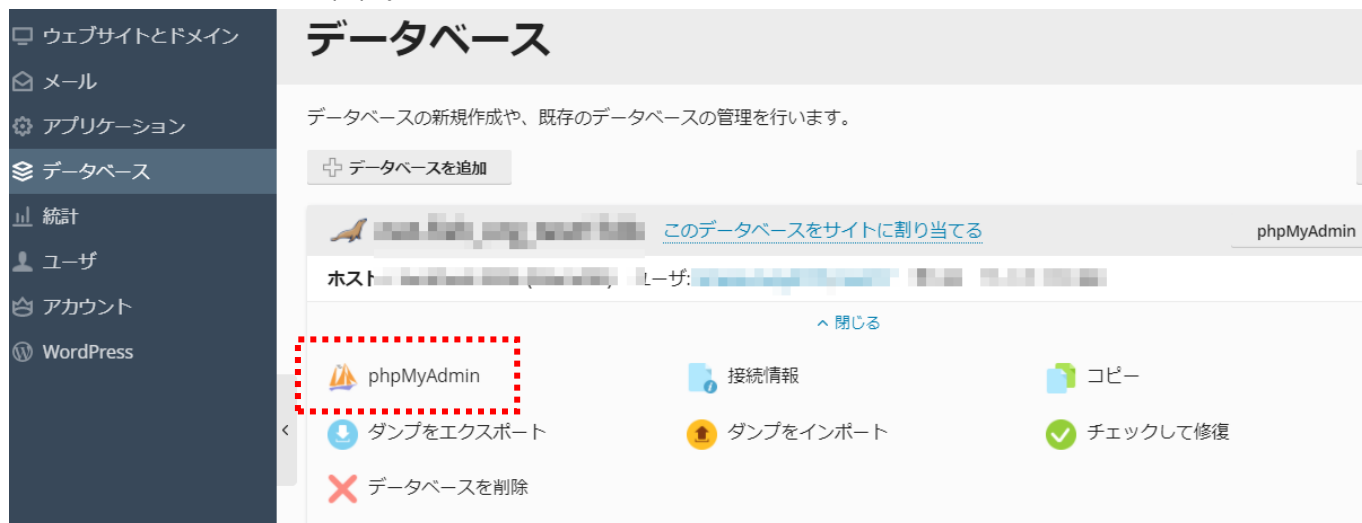 ウェブサイトとドメイン
メール
アプリケーション
データベース
統計
ユーザ
アカウント
WordPress
データベース
データベースの新規作成や、既存のデータベースの管理を行います。
データベースを追加
このデータベースをサイトに割り当てる
phpMyAdmin
ホスト ユーザ:
閉じる
phpMyAdmin
接続情報
コピー
ダンプをエクスポート
ダンプをインポート
チェックして修復
データベースを削除